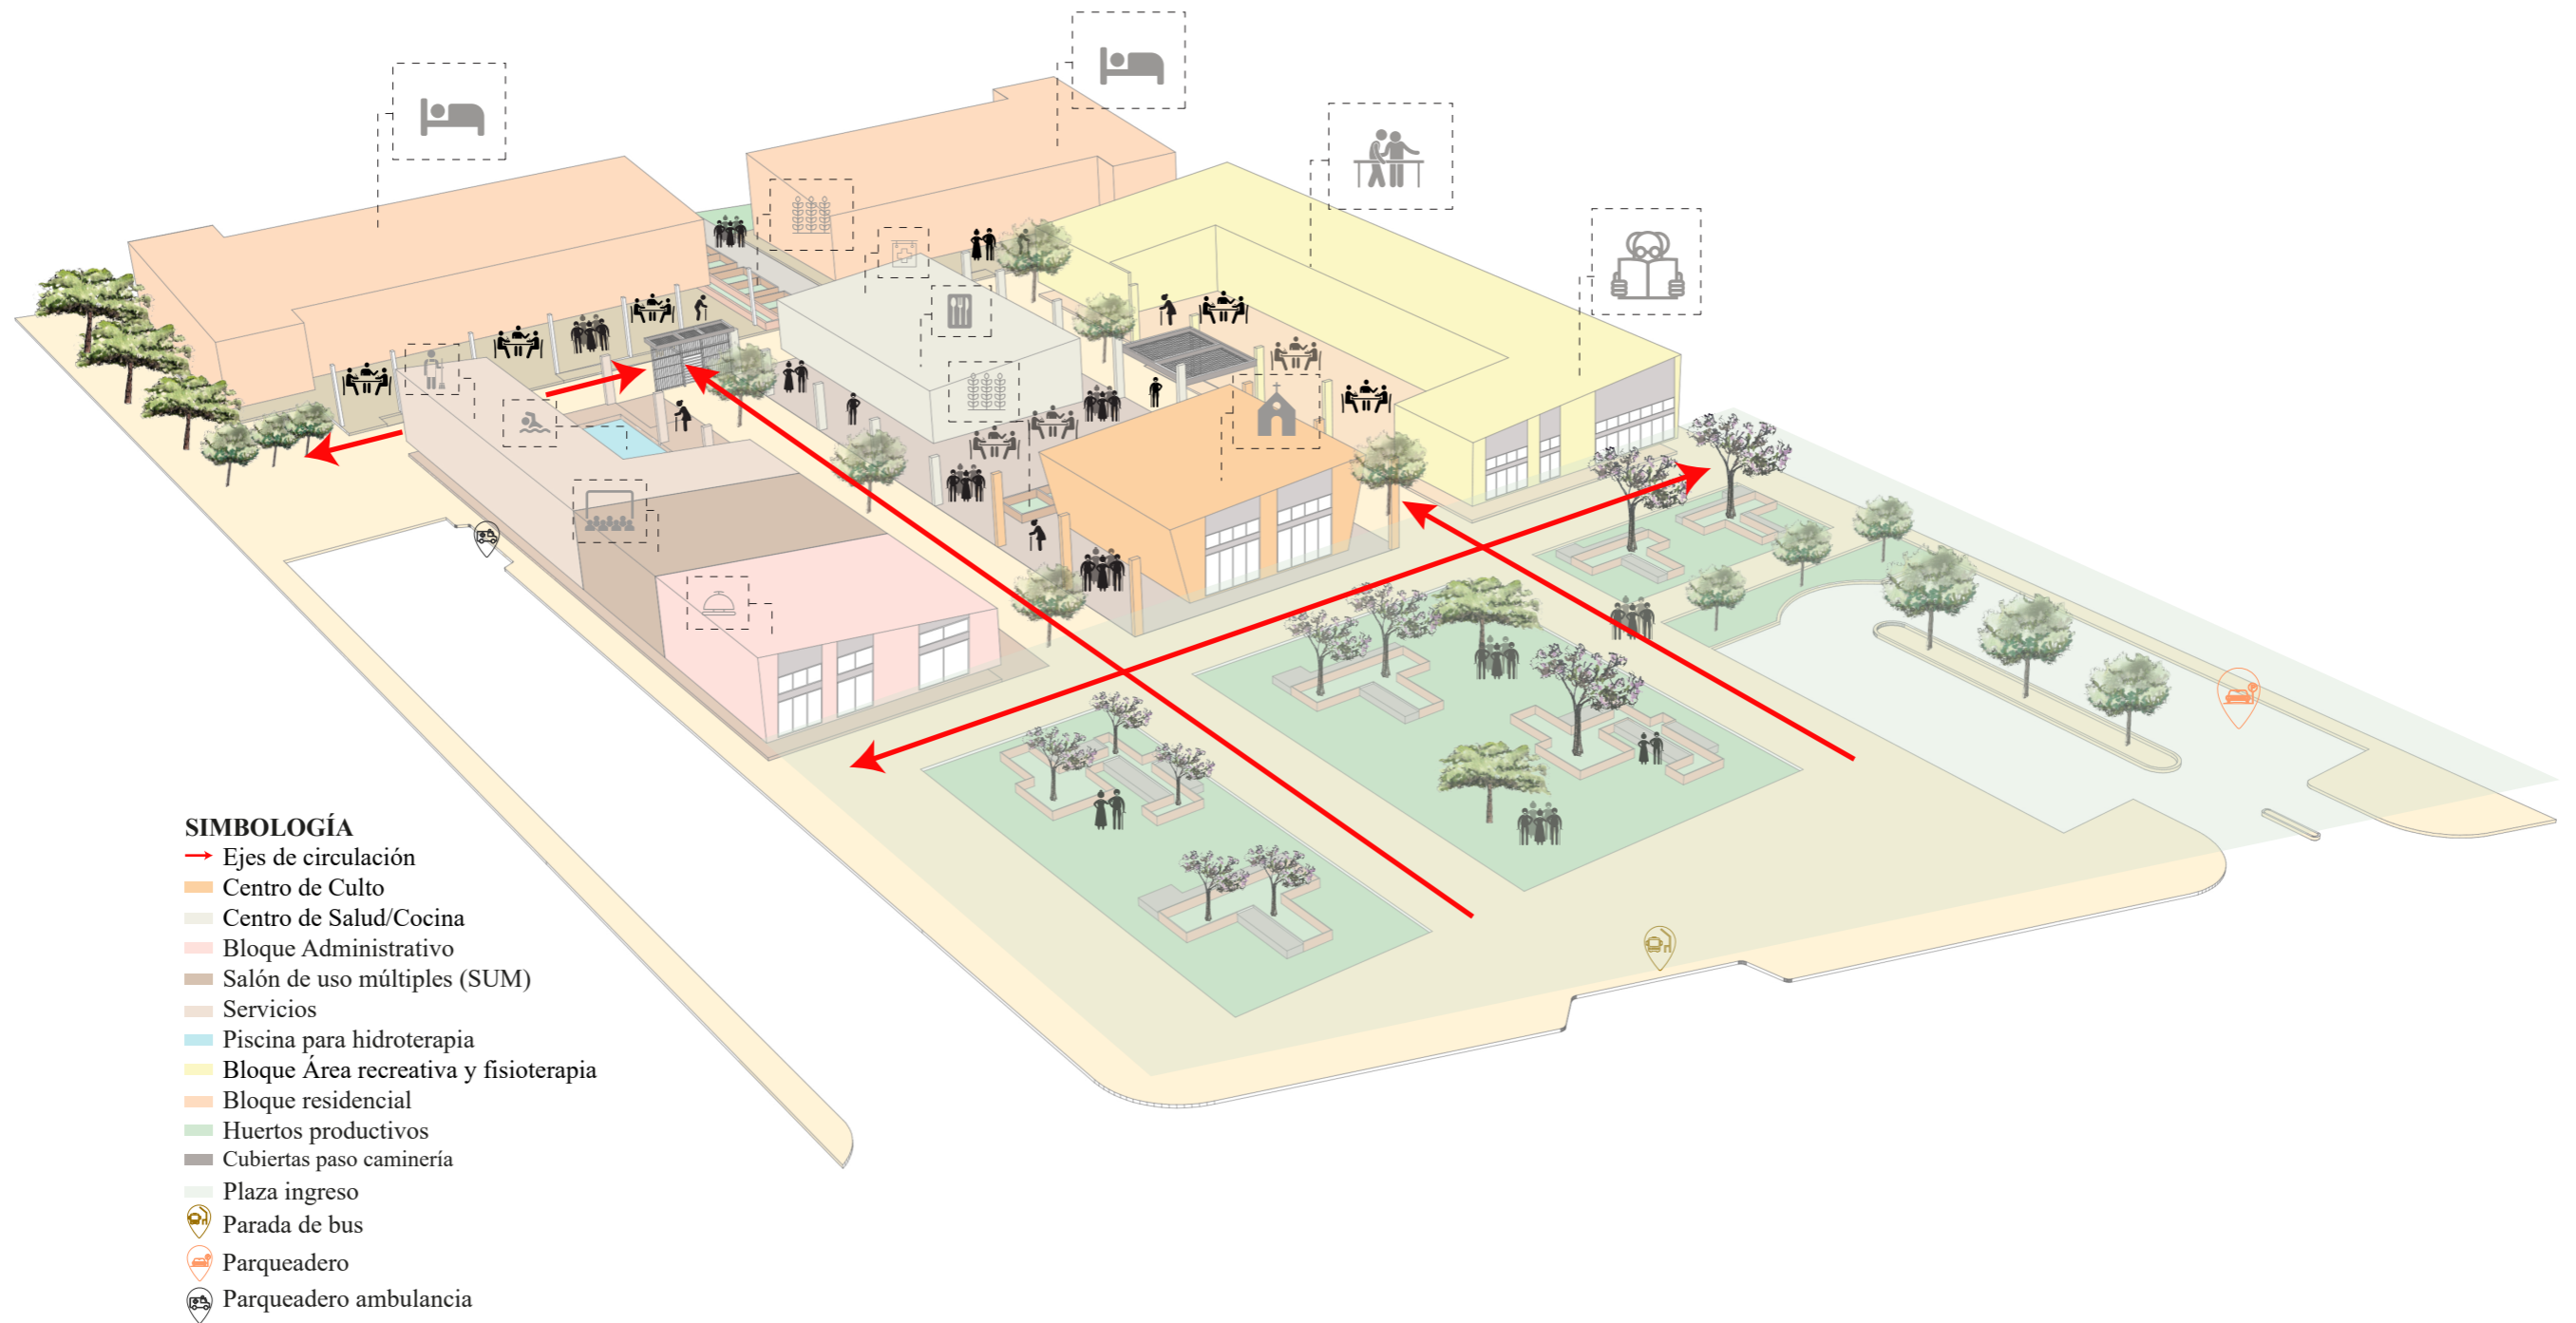 SIMBOLOGÍA
Ejes de circulación
Centro de Culto
Centro de Salud/Cocina
Bloque Administrativo
Salón de uso múltiples (SUM)
Servicios
Piscina para hidroterapia
Bloque Área recreativa y fisioterapia
Bloque residencial
Huertos productivos
Cubiertas paso caminería
Plaza ingreso
Parada de bus
Parqueadero
Parqueadero ambulancia